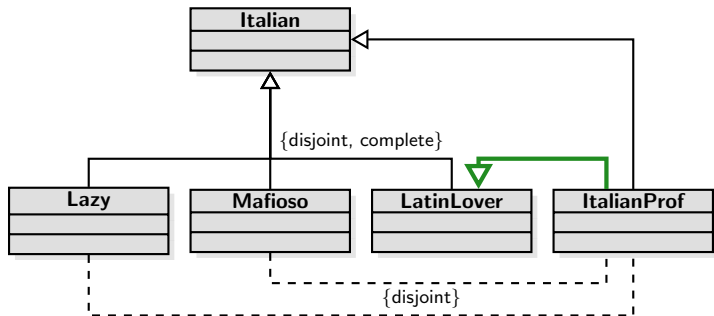 Italian
{disjoint, complete}
Lazy
Mafioso
LatinLover
ItalianProf
{disjoint}